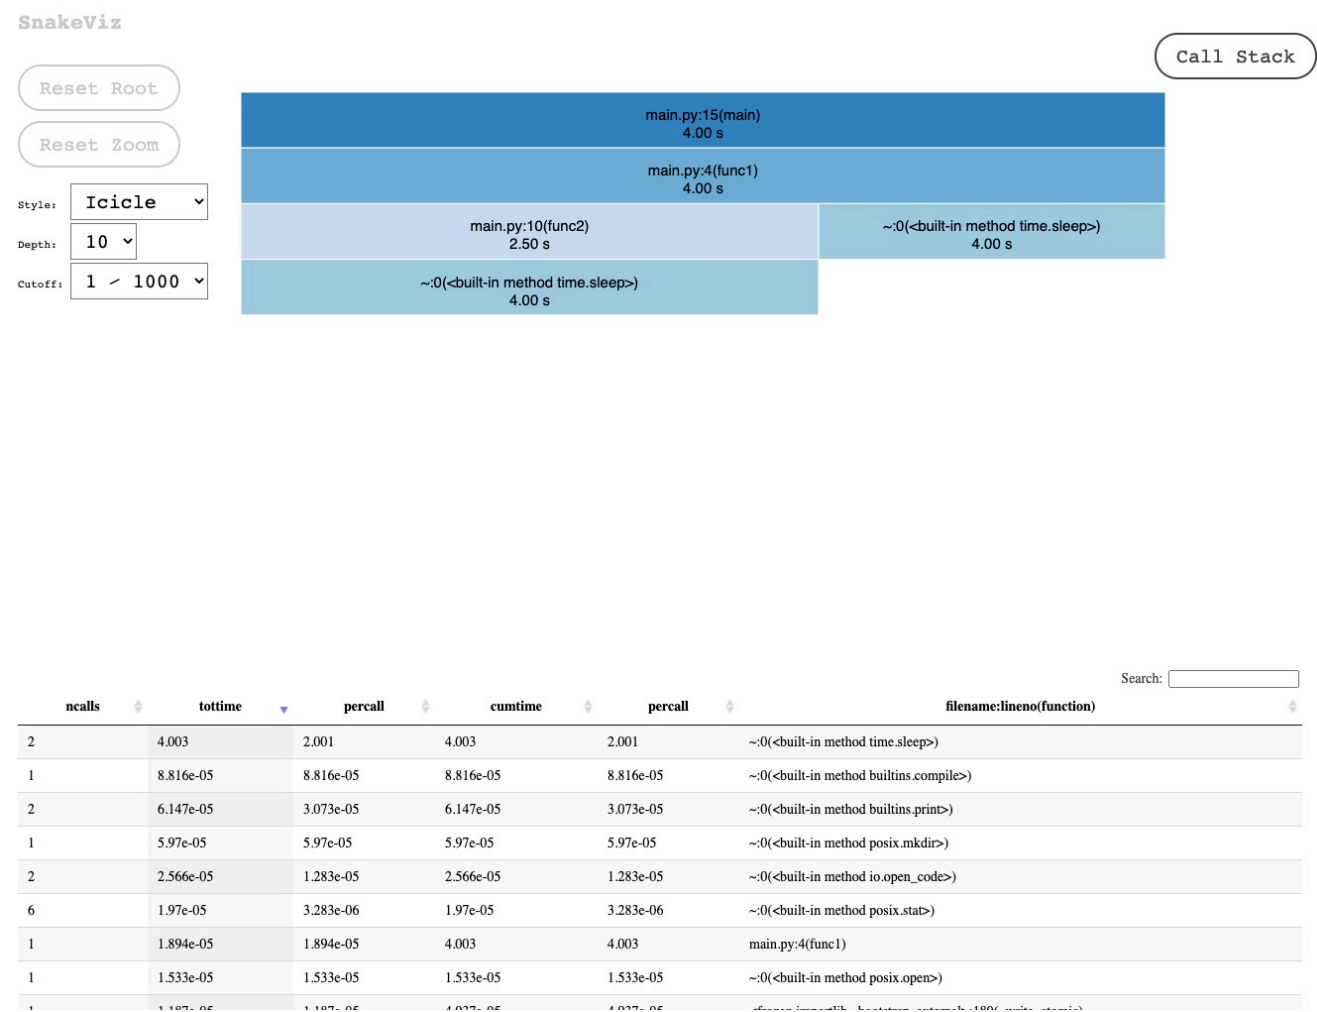 SnakeViz
Call Stack
Reset Root
Reset Zoom
Style: Icicle
Depth: 10
Cutoff: 1 / 1000
main.py:15(main)
4.00 s
main.py:4(func1)
4.00 s
main.py:10(func2)
2.50 s
~:0(<built-in method time.sleep>)
4.00 s
~:0(<built-in method time.sleep>)
4.00 s
Search:
ncalls tottime percall cumtime percall filename:lineno(function)
2 4.003 2.001 4.003 2.001 ~:0(<built-in method time.sleep>)
1 8.816e-05 8.816e-05 8.816e-05 8.816e-05 ~:0(<built-in method builtins.compile>)
2 6.147e-05 3.073e-05 6.147e-05 3.073e-05 ~:0(<built-in method builtins.print>)
1 5.97e-05 5.97e-05 5.97e-05 5.97e-05 ~:0(<built-in method posix.mkdir>)
2 2.566e-05 1.283e-05 2.566e-05 1.283e-05 ~:0(<built-in method io.open_code>)
6 1.97e-05 3.283e-06 1.97e-05 3.283e-06 ~:0(<built-in method posix.stat>)
1 1.894e-05 1.894e-05 4.003 4.003 main.py:4(func1)
1 1.533e-05 1.533e-05 1.533e-05 1.533e-05 ~:0(<built-in method posix.open>)